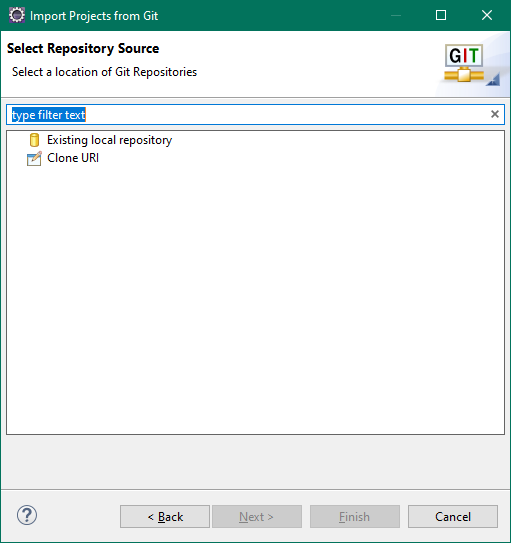 Import Projects from Git
Select Repository Source
Select a location of Git Repositories
GIT
type filter text
Existing local repository
Clone URI
?
< Back
Next >
Finish
Cancel